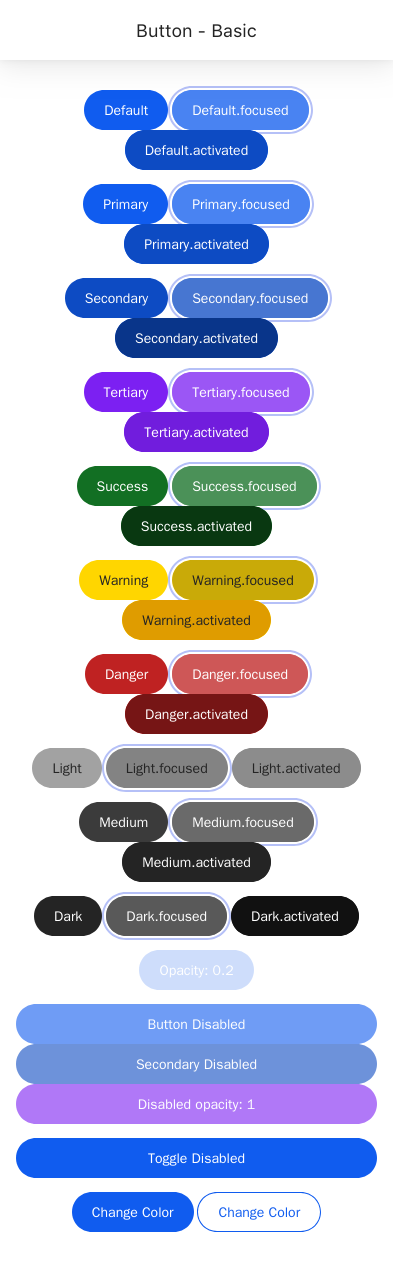 Button - Basic
Default Default.focused
Default.activated
Primary Primary.focused
Primary.activated
Secondary Secondary.focused
Secondary.activated
Tertiary Tertiary.focused
Tertiary.activated
Success Success.focused
Success.activated
Warning Warning.focused
Warning.activated
Danger Danger.focused
Danger.activated
Light Light.focused Light.activated
Medium Medium.focused
Medium.activated
Dark Dark.focused Dark.activated
Opacity: 0.2
Button Disabled
Secondary Disabled
Disabled opacity: 1
Toggle Disabled
Change Color Change Color